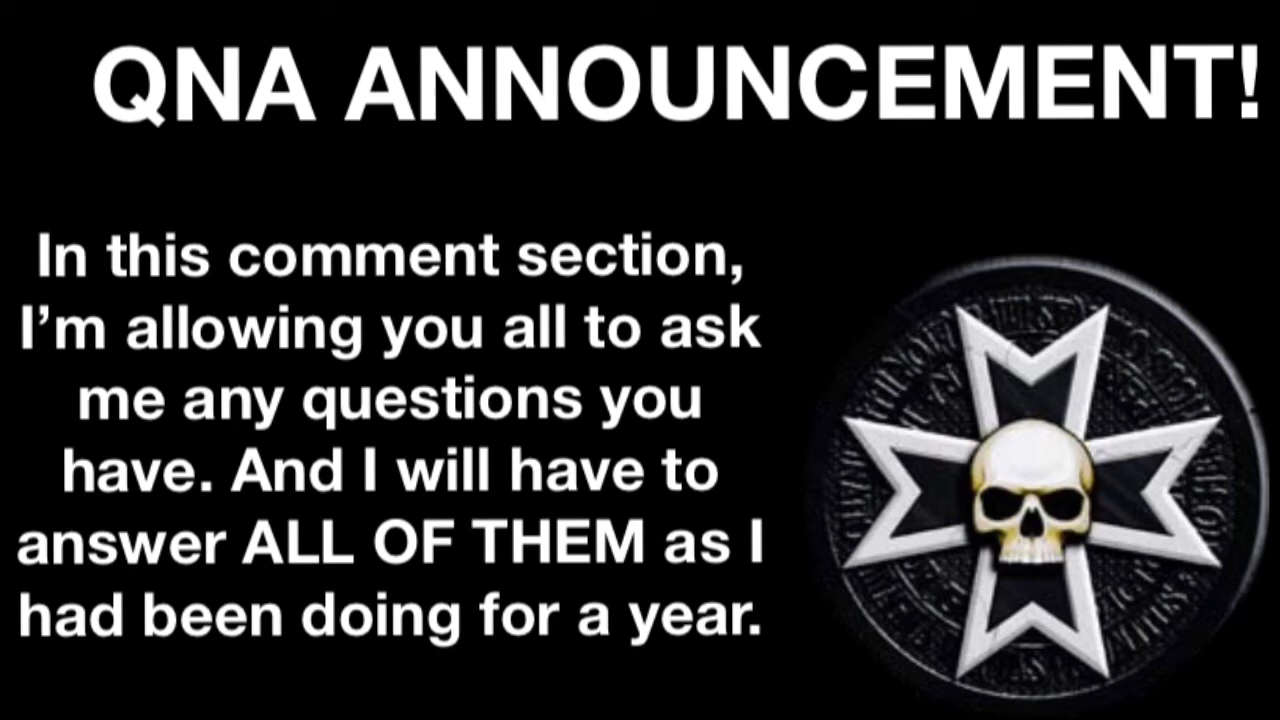 QNA ANNOUNCEMENT!
In this comment section,
I’m allowing you all to ask
me any questions you
have. And I will have to
answer ALL OF THEM as I
had been doing for a year.